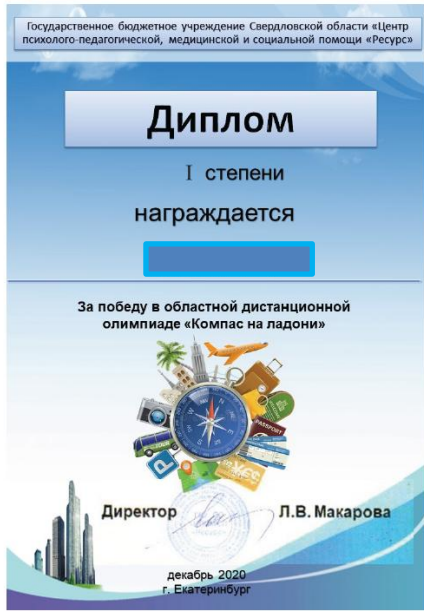 Государственное бюджетное учреждение Свердловской области «Центр
психолого-педагогической, медицинской и социальной помощи «Ресурс»
Диплом
I степени
награждается
За победу в областной дистанционной
олимпиаде «Компас на ладони»
PASSPORT
Директор Л.В. Макарова
декабрь 2020
г. Екатеринбург